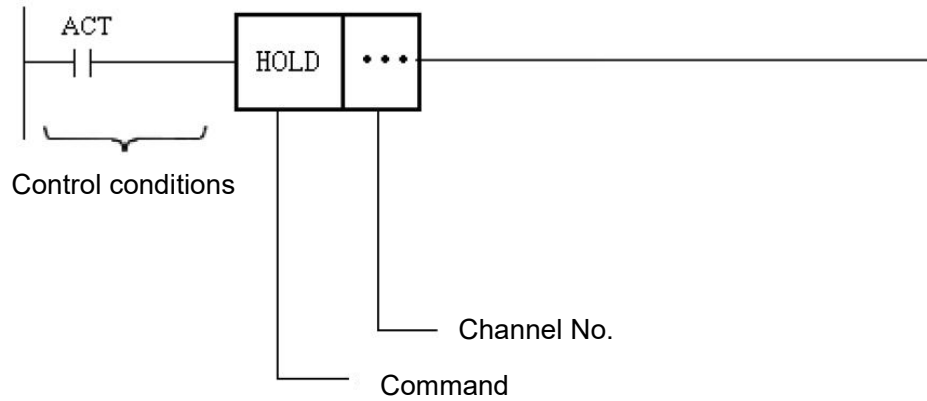 ACT
HOLD •••
Control conditions
Channel No.
Command